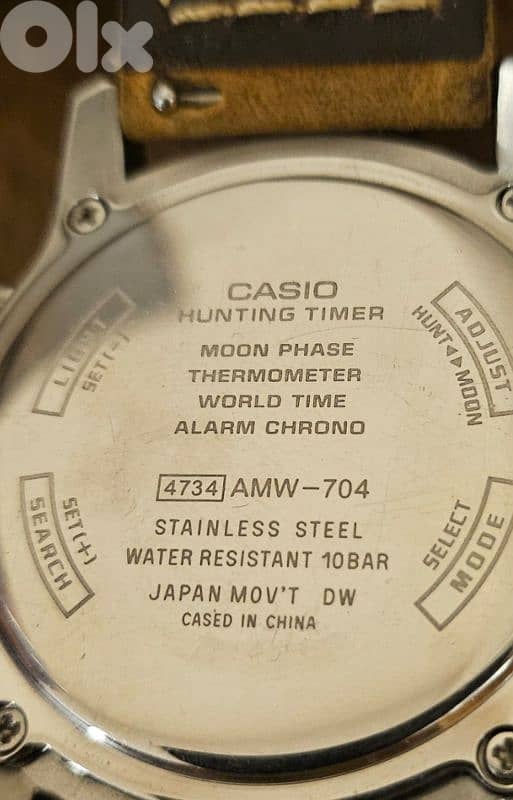 Olx
CASIO
HUNTING TIMER
MOON PHASE
THERMOMETER
WORLD TIME
ALARM CHRONO
4734 AMW-704
STAINLESS STEEL
WATER RESISTANT 10BAR
JAPAN MOV'T DW
CASED IN CHINA
LIGHT
SET(-)
ADJUST
HUNT◄►MOON
SEARCH
SET(+)
SELECT
MODE